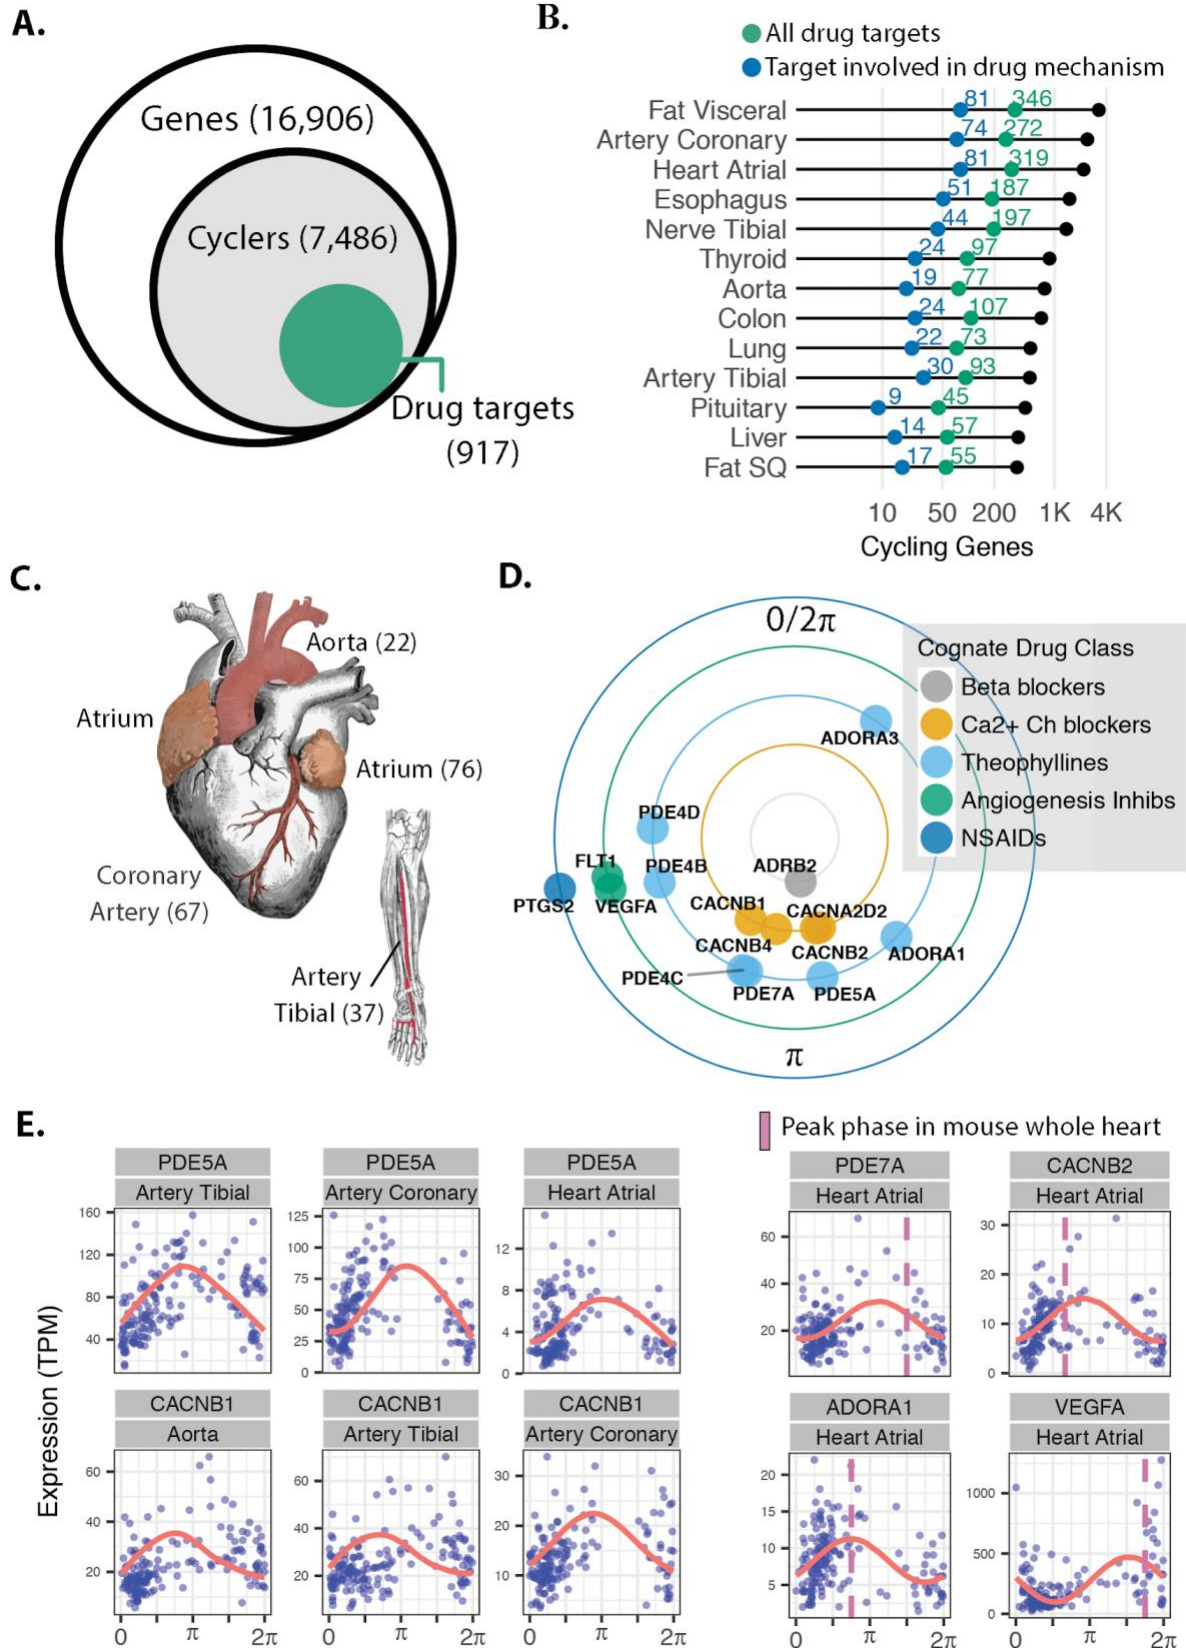 A.
Genes (16,906)
Cyclers (7,486)
Drug targets
(917)
B.
All drug targets
Target involved in drug mechanism
Fat Visceral 81 346
Artery Coronary 74 272
Heart Atrial 81 319
Esophagus 51 187
Nerve Tibial 44 197
Thyroid 24 97
Aorta 19 77
Colon 24 107
Lung 22 73
Artery Tibial 30 93
Pituitary 9 45
Liver 14 57
Fat SQ 17 55
10 50 200 1K 4K
Cycling Genes
C.
Aorta (22)
Atrium
Atrium (76)
Coronary
Artery (67)
Artery
Tibial (37)
D.
0/2π
Cognate Drug Class
Beta blockers
Ca2+ Ch blockers
Theophyllines
Angiogenesis Inhibs
NSAIDs
ADORA3
PDE4D
FLT1
PDE4B
ADRB2
PTGS2
VEGFA
CACNB1
CACNA2D2
CACNB4
CACNB2
ADORA1
PDE4C
PDE7A
PDE5A
π
E.
Peak phase in mouse whole heart
Expression (TPM)
PDE5A
Artery Tibial
160
120
80
40
PDE5A
Artery Coronary
125
100
75
50
25
0
PDE5A
Heart Atrial
12
8
4
0
PDE7A
Heart Atrial
60
40
20
CACNB2
Heart Atrial
30
20
10
0
CACNB1
Aorta
60
40
20
0 π 2π
CACNB1
Artery Tibial
60
40
20
0 π 2π
CACNB1
Artery Coronary
30
20
10
0 π 2π
ADORA1
Heart Atrial
20
15
10
5
0 π 2π
VEGFA
Heart Atrial
1000
500
0
0 π 2π